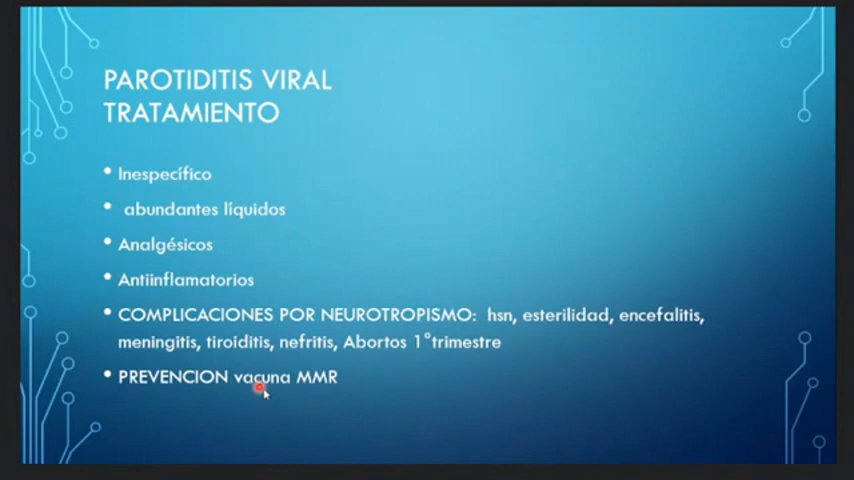 PAROTIDITIS VIRAL
TRATAMIENTO
• Inespecífico
• abundantes líquidos
• Analgésicos
• Antiinflamatorios
• COMPLICACIONES POR NEUROTROPISMO: hsn, esterilidad, encefalitis,
meningitis, tiroiditis, nefritis, Abortos 1°trimestre
• PREVENCION vacuna MMR